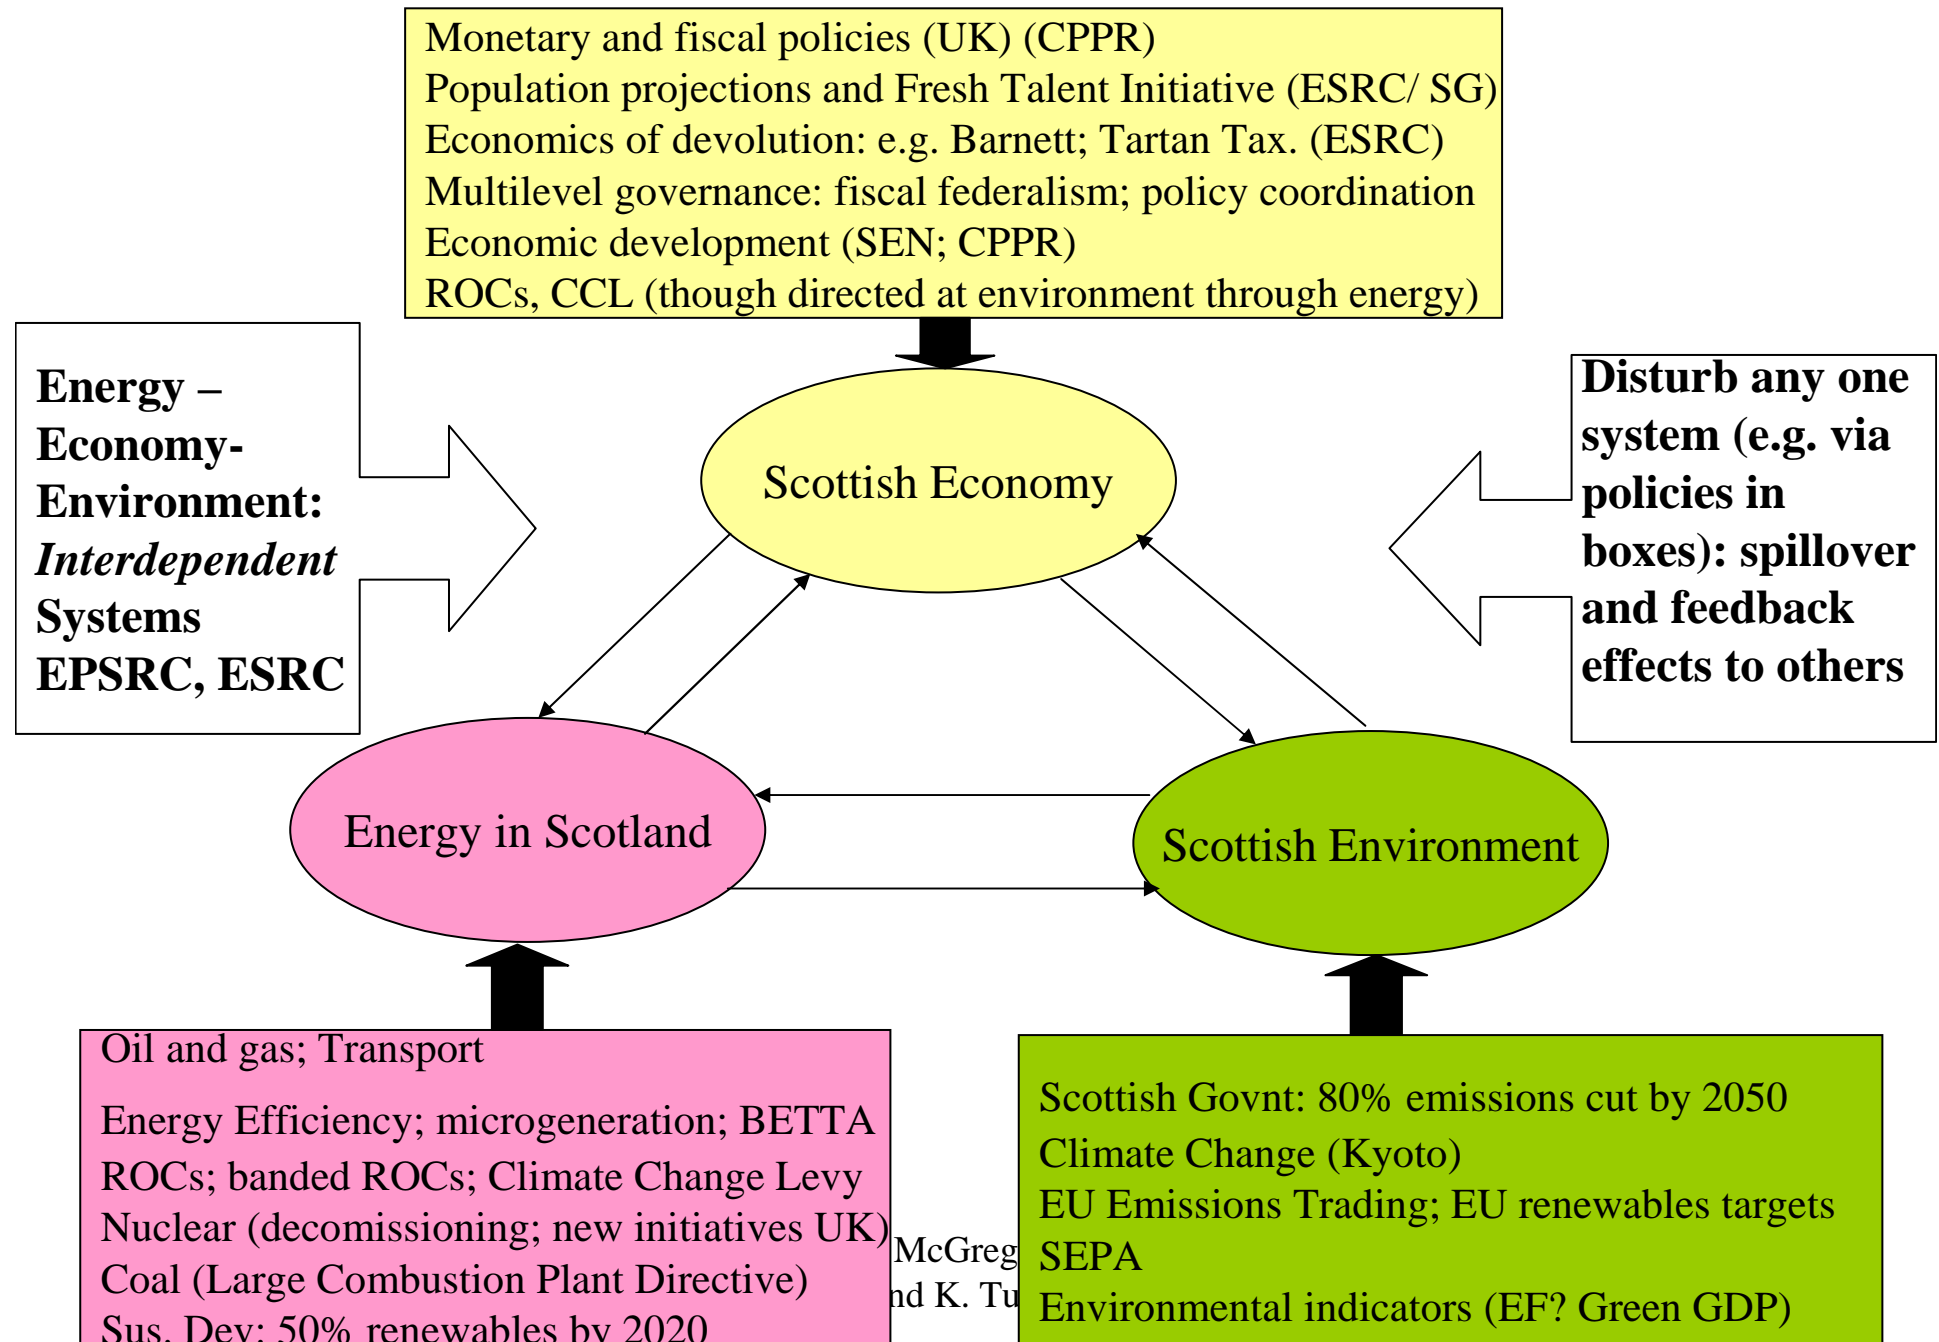 Monetary and fiscal policies (UK) (CPPR)
Population projections and Fresh Talent Initiative (ESRC/ SG)
Economics of devolution: e.g. Barnett; Tartan Tax. (ESRC)
Multilevel governance: fiscal federalism; policy coordination
Economic development (SEN; CPPR)
ROCs, CCL (though directed at environment through energy)
Energy –
Economy-
Environment:
Interdependent
Systems
EPSRC, ESRC
Disturb any one
system (e.g. via
policies in
boxes): spillover
and feedback
effects to others
Scottish Economy
Energy in Scotland
Scottish Environment
Oil and gas; Transport
Energy Efficiency; microgeneration; BETTA
ROCs; banded ROCs; Climate Change Levy
Nuclear (decomissioning; new initiatives UK)
Coal (Large Combustion Plant Directive)
Sus. Dev: 50% renewables by 2020
McGreg
nd K. Tu
Scottish Govnt: 80% emissions cut by 2050
Climate Change (Kyoto)
EU Emissions Trading; EU renewables targets
SEPA
Environmental indicators (EF? Green GDP)